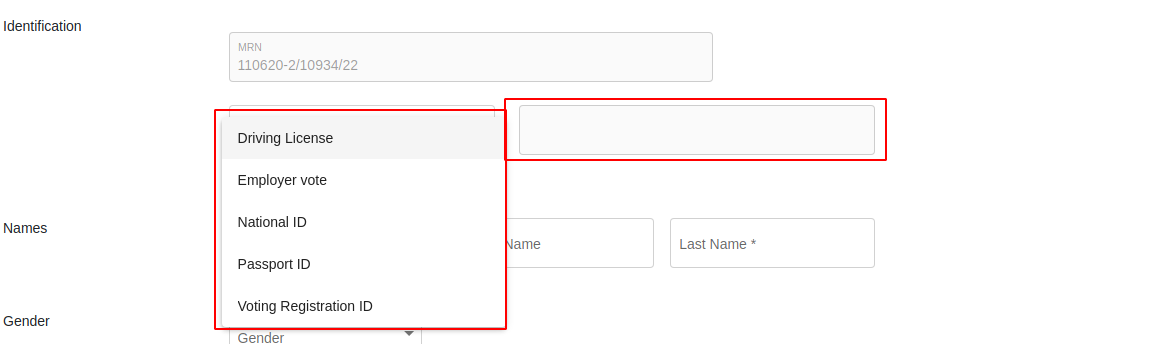 Identification
MRN
110620-2/10934/22
Driving License
Employer vote
National ID
Passport ID
Voting Registration ID
Names
Name
Last Name *
Gender
Gender